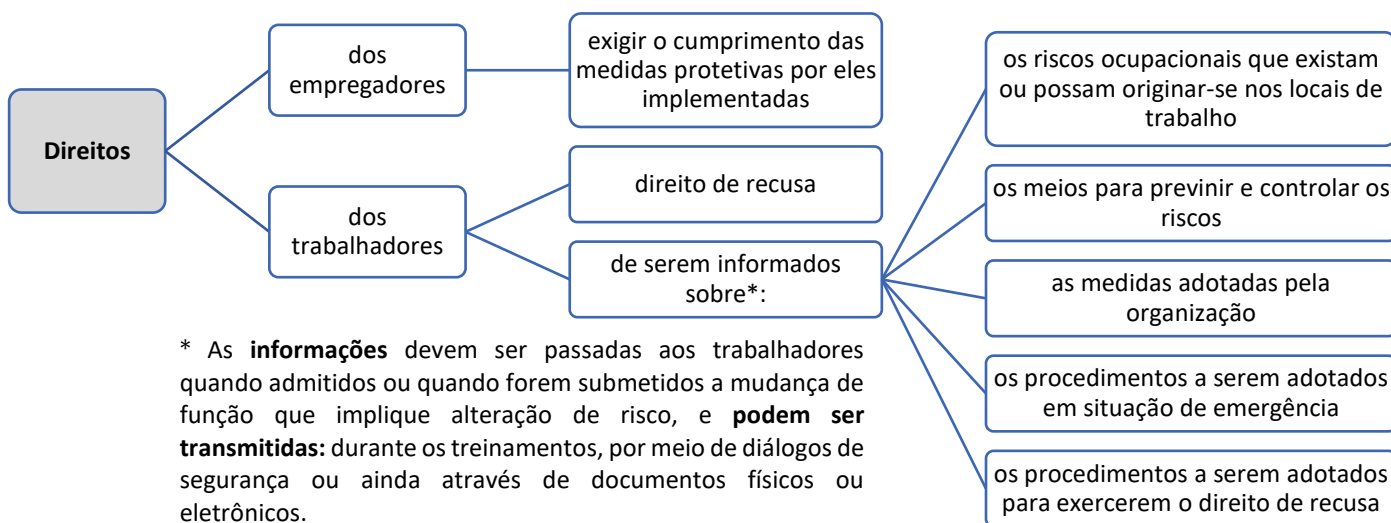 Direitos
dos
empregadores
exigir o cumprimento das
medidas protetivas por eles
implementadas
dos
trabalhadores
direito de recusa
de serem informados
sobre*:
os riscos ocupacionais que existam
ou possam originar-se nos locais de
trabalho
os meios para previnir e controlar os
riscos
as medidas adotadas pela
organização
os procedimentos a serem adotados
em situação de emergência
os procedimentos a serem adotados
para exercerem o direito de recusa
* As informações devem ser passadas aos trabalhadores
quando admitidos ou quando forem submetidos a mudança de
função que implique alteração de risco, e podem ser
transmitidas: durante os treinamentos, por meio de diálogos de
segurança ou ainda através de documentos físicos ou
eletrônicos.